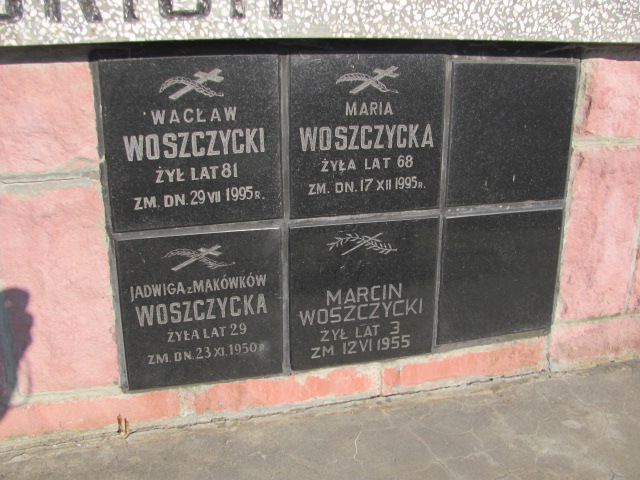 WACŁAW
WOSZCZYCKI
ŻYŁ LAT 81
ZM. DN. 29 VII 1995 R.
MARIA
WOSZCZYCKA
ŻYŁA LAT 68
ZM. DN. 17 XII 1995 R.
JADWIGA z MAKÓWKÓW
WOSZCZYCKA
ŻYŁA LAT 29
ZM. DN. 23 XI. 1950 R
MARCIN
WOSZCZYCKI
ŻYŁ LAT 3
ZM 12 VI 1955